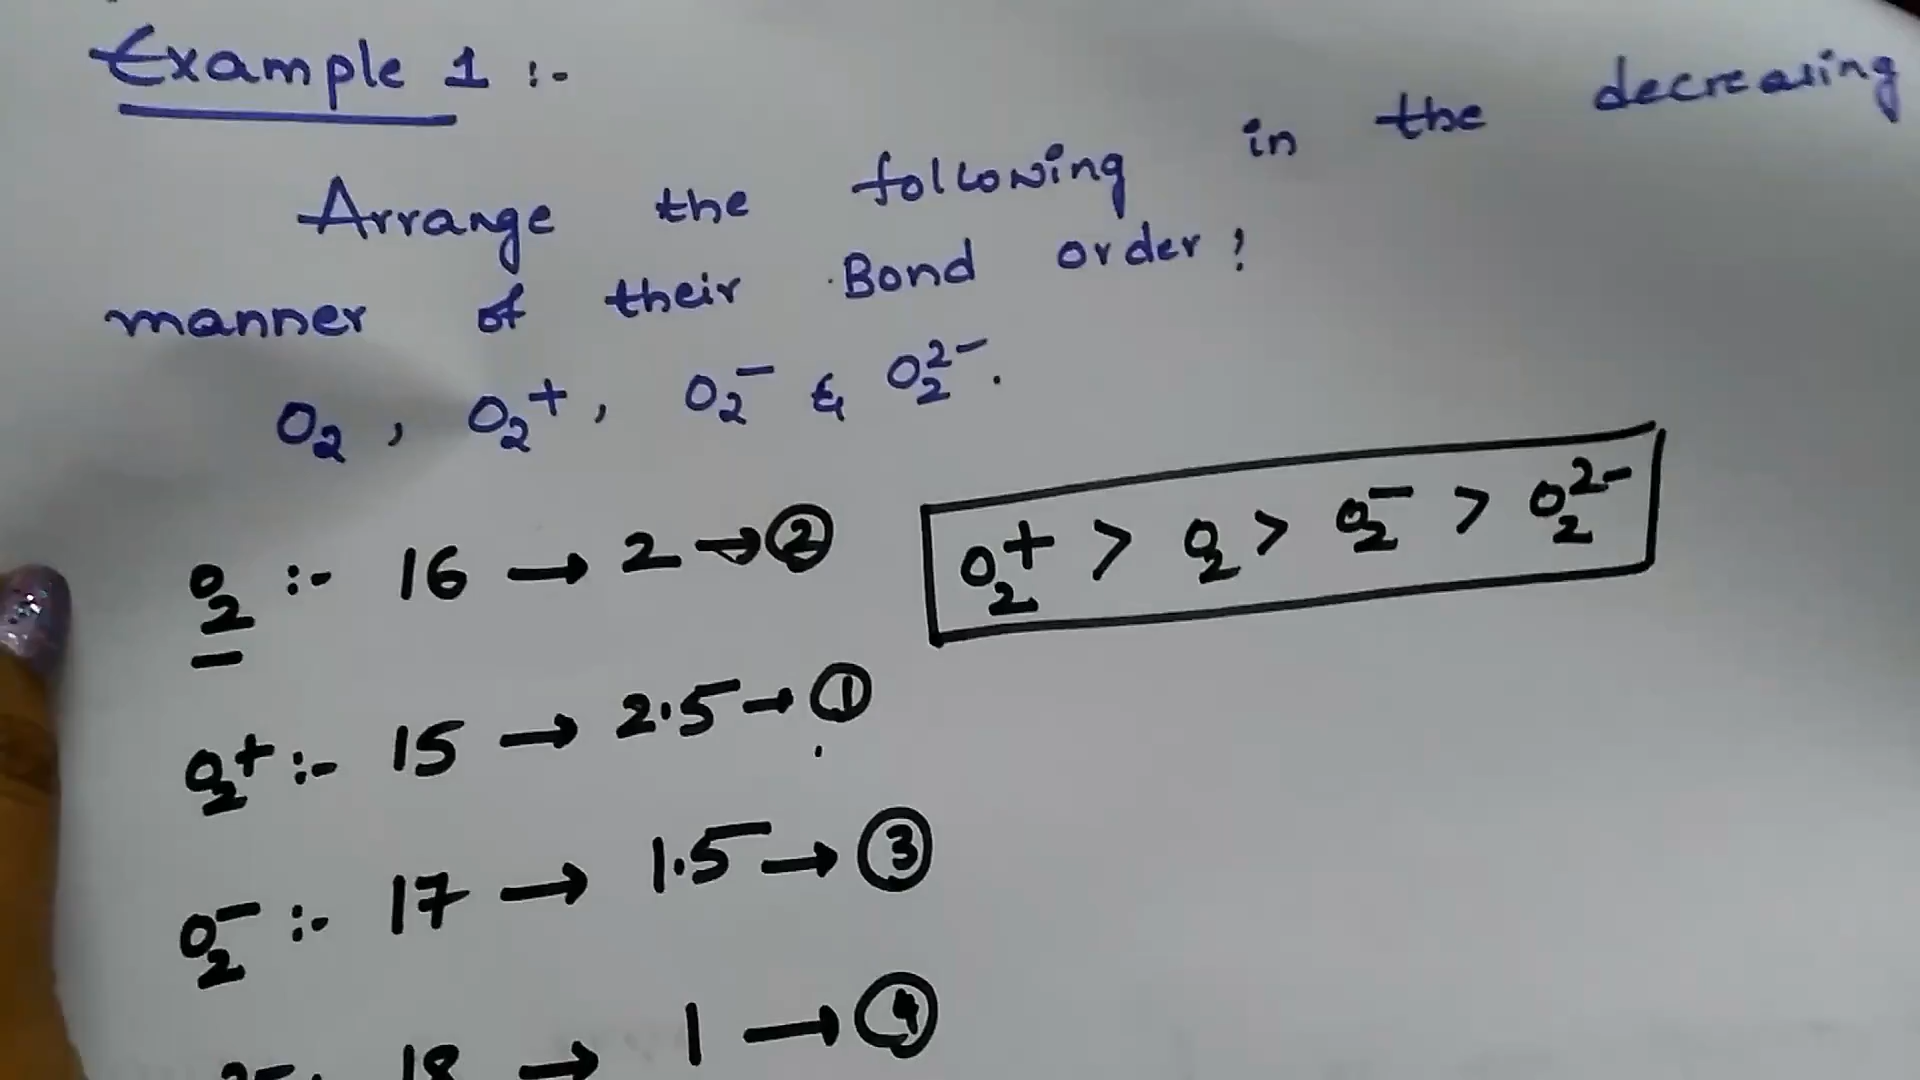 Example 1 :-
Arrange the following in the decreasing
manner of their Bond order?
O₂ , O₂⁺ , O₂⁻ & O₂²⁻.
O₂ :- 16 → 2 → ②
O₂⁺ > O₂ > O₂⁻ > O₂²⁻
O₂⁺ :- 15 → 2.5 → ①
O₂⁻ :- 17 → 1.5 → ③
18 → 1 → ④